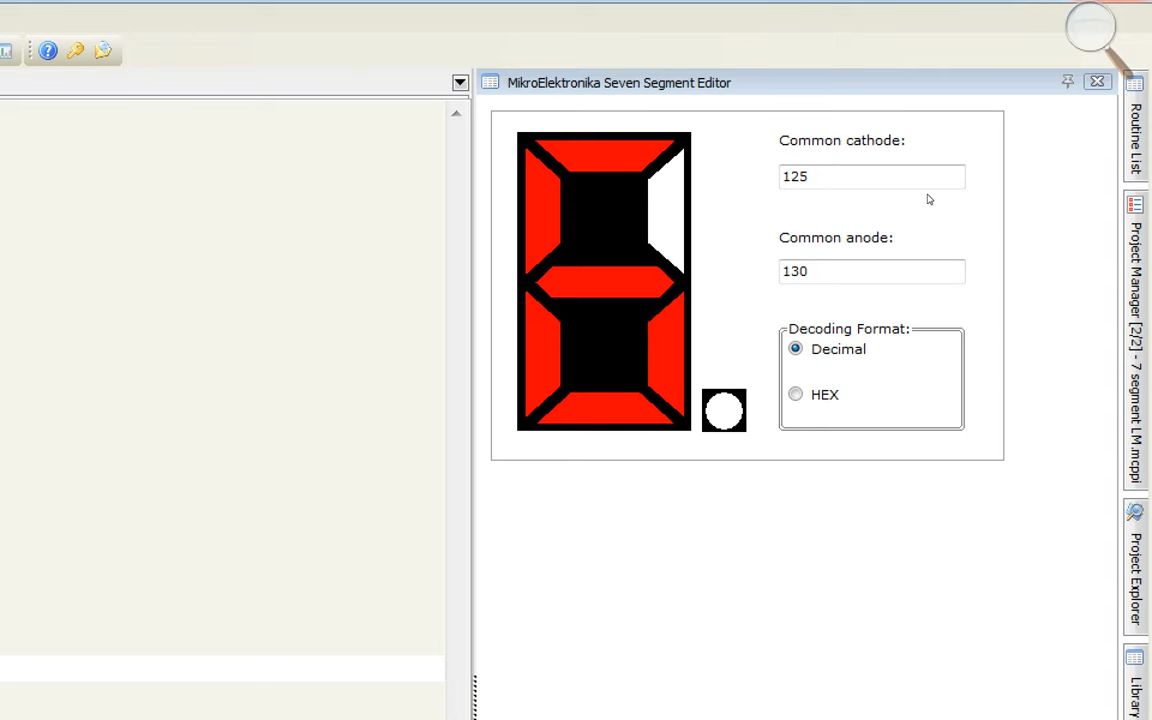 MikroElektronika Seven Segment Editor
Common cathode:
125
Common anode:
130
Decoding Format:
Decimal
HEX
Routine List
Project Manager [2/2] - 7 segment LM.mcppi
Project Explorer
Library